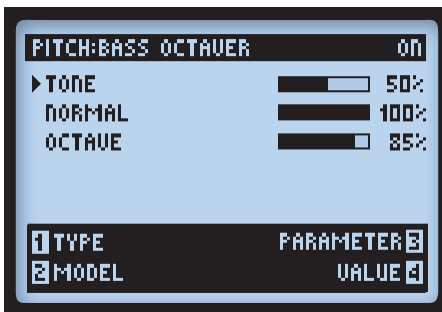 PITCH:BASS OCTAVER ON
TONE 50%
NORMAL 100%
OCTAVE 85%
1 TYPE PARAMETER 3
2 MODEL VALUE 4